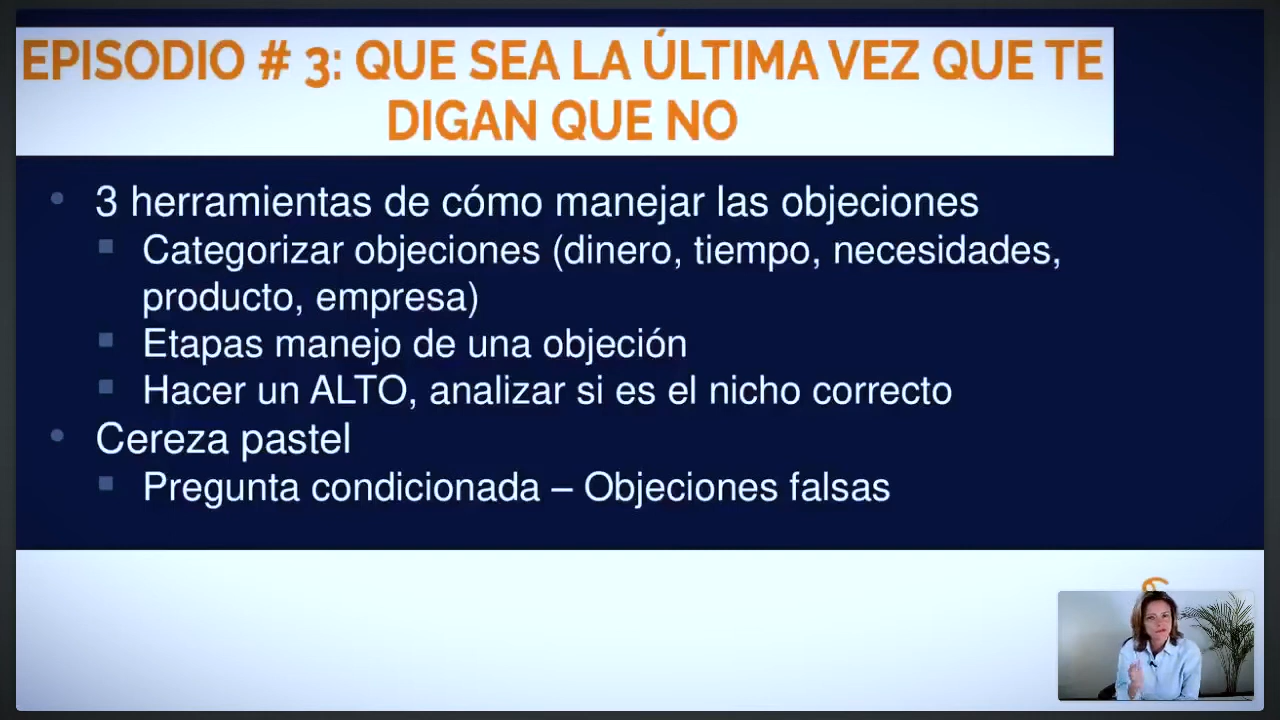 EPISODIO # 3: QUE SEA LA ÚLTIMA VEZ QUE TE
DIGAN QUE NO
3 herramientas de cómo manejar las objeciones
Categorizar objeciones (dinero, tiempo, necesidades,
producto, empresa)
Etapas manejo de una objeción
Hacer un ALTO, analizar si es el nicho correcto
Cereza pastel
Pregunta condicionada – Objeciones falsas